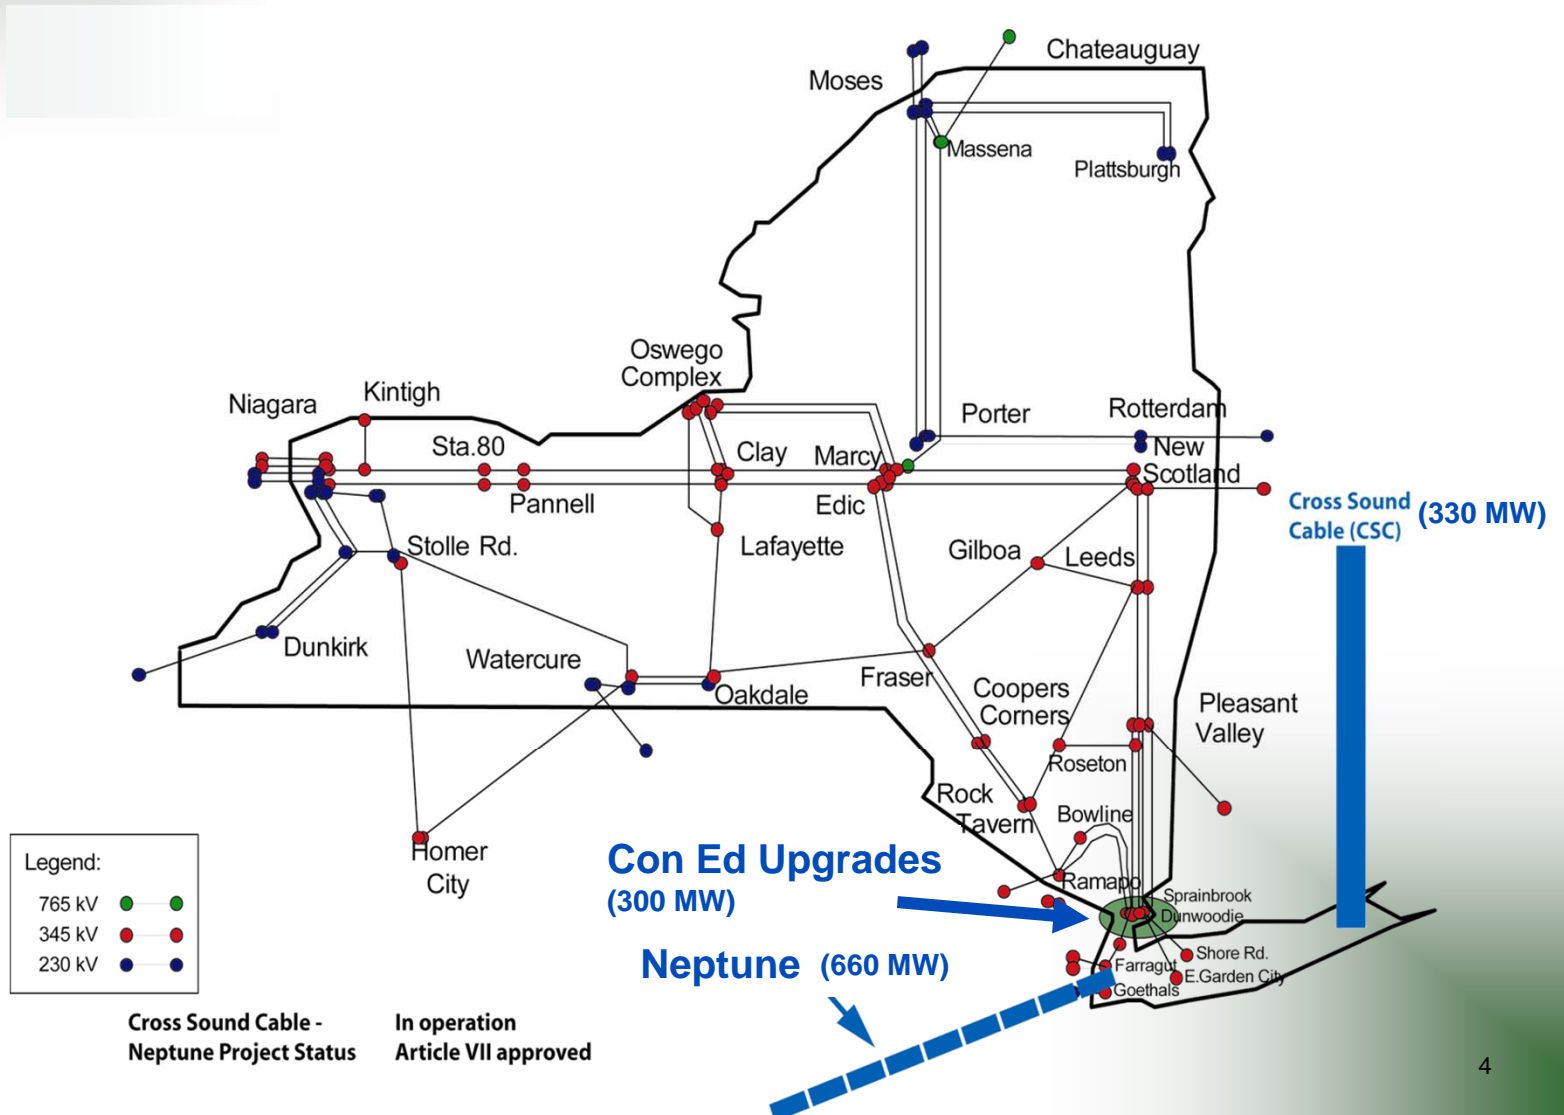 Chateauguay
Moses
Massena
Plattsburgh
Oswego
Complex
Kintigh
Niagara
Porter
Rotterdam
Sta.80
Clay
Marcy
New
Scotland
Pannell
Edic
Cross Sound
Cable (CSC)
(330 MW)
Stolle Rd.
Lafayette
Gilboa
Leeds
Dunkirk
Watercure
Oakdale
Fraser
Coopers
Corners
Pleasant
Valley
Roseton
Rock
Tavern
Bowline
Homer
City
Legend:
765 kV
345 kV
230 kV
Con Ed Upgrades
(300 MW)
Ramapo
Sprainbrook
Dunwoodie
Neptune (660 MW)
Farragut
Shore Rd.
E.Garden City
Goethals
Cross Sound Cable - In operation
Neptune Project Status Article VII approved
4